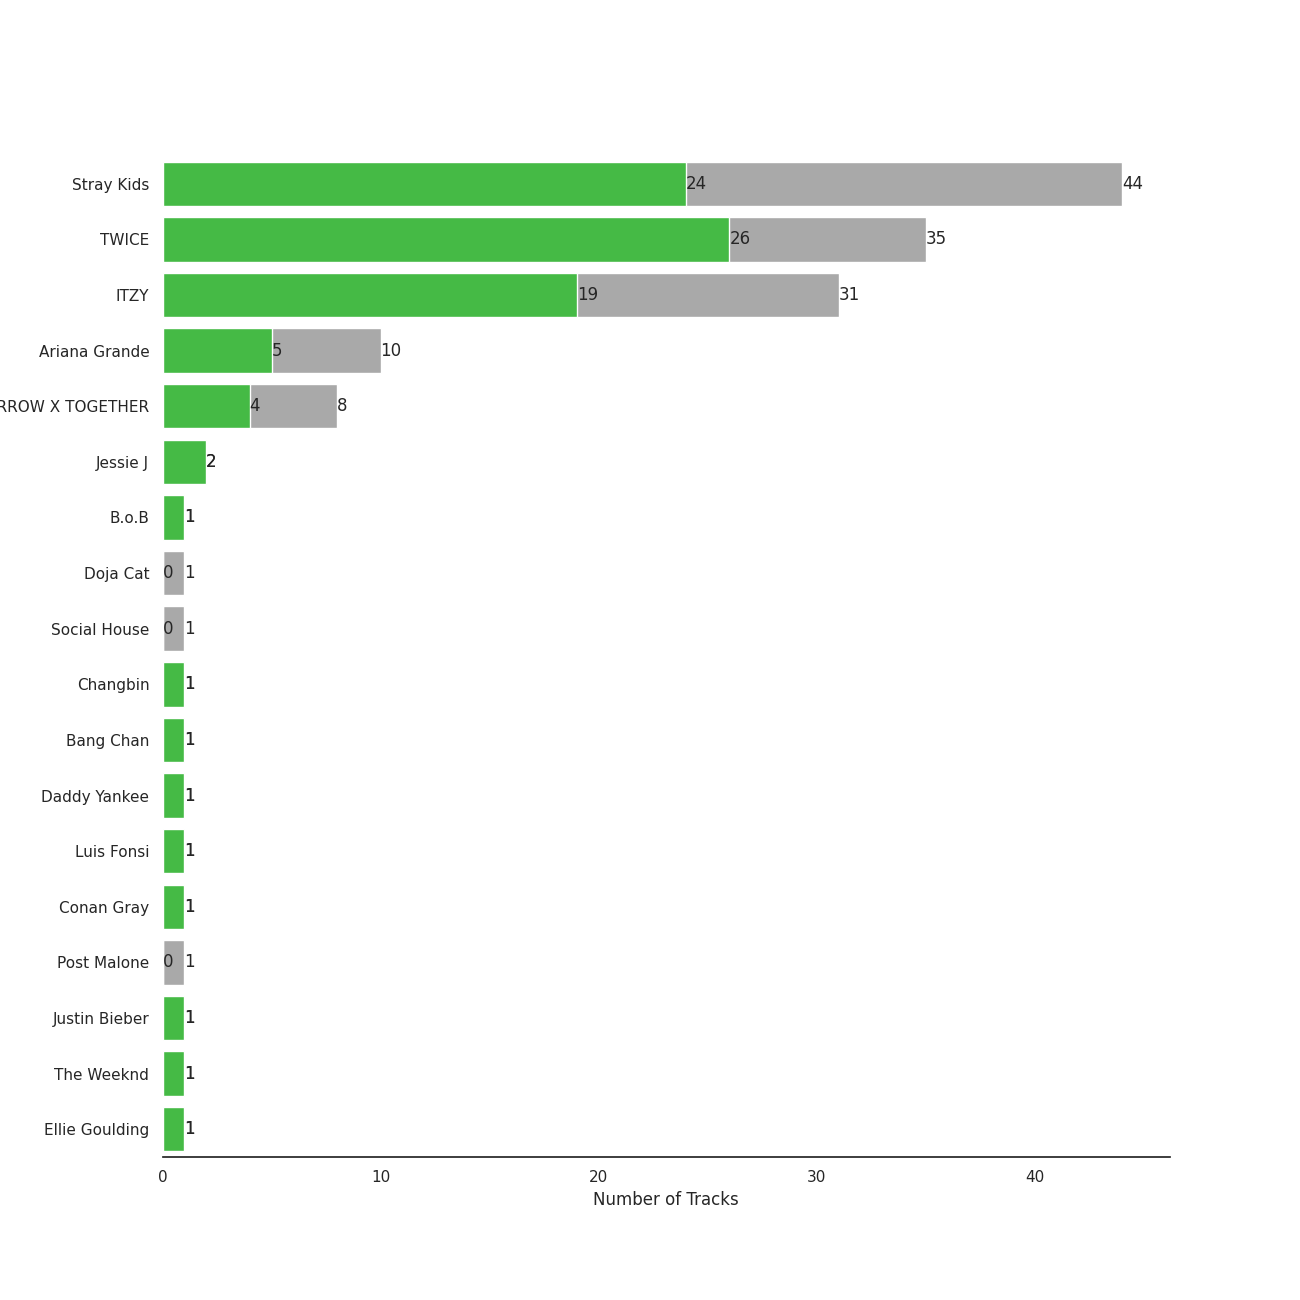 Stray Kids 24 44
TWICE 26 35
ITZY 19 31
Ariana Grande 5 10
RROW X TOGETHER 4 8
Jessie J 2
B.o.B 1
Doja Cat 0 1
Social House 0 1
Changbin 1
Bang Chan 1
Daddy Yankee 1
Luis Fonsi 1
Conan Gray 1
Post Malone 0 1
Justin Bieber 1
The Weeknd 1
Ellie Goulding 1
0 10 20 30 40
Number of Tracks